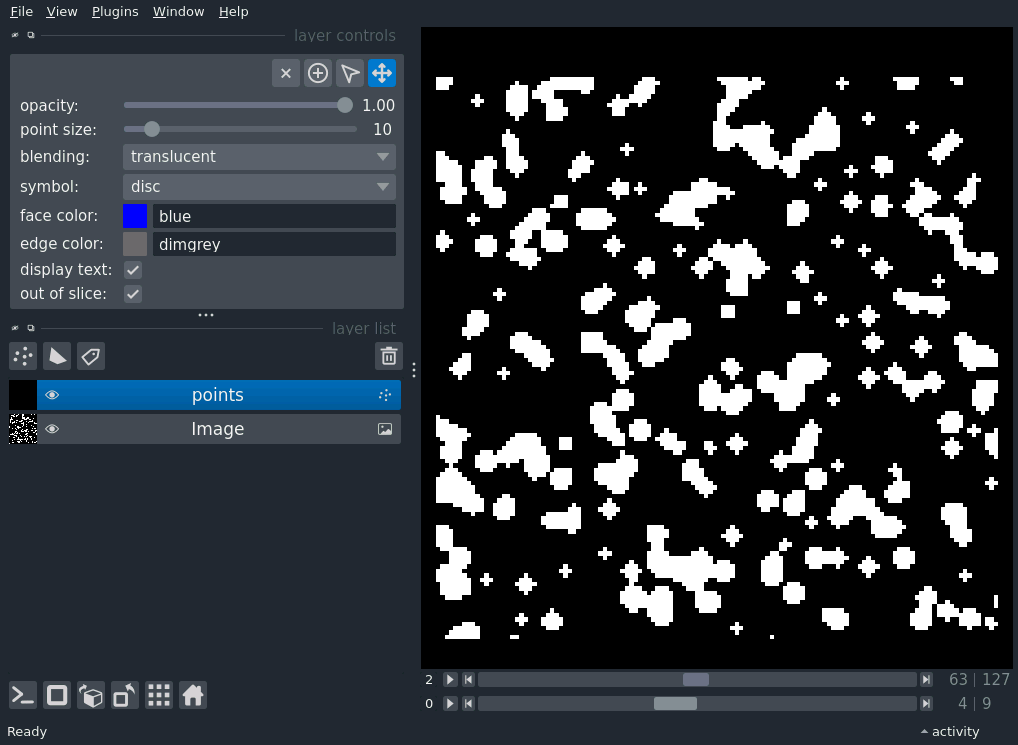 File View Plugins Window Help
layer controls
opacity: 1.00
point size: 10
blending: translucent
symbol: disc
face color: blue
edge color: dimgrey
display text:
out of slice:
layer list
points
Image
2 63 | 127
0 4 | 9
Ready activity